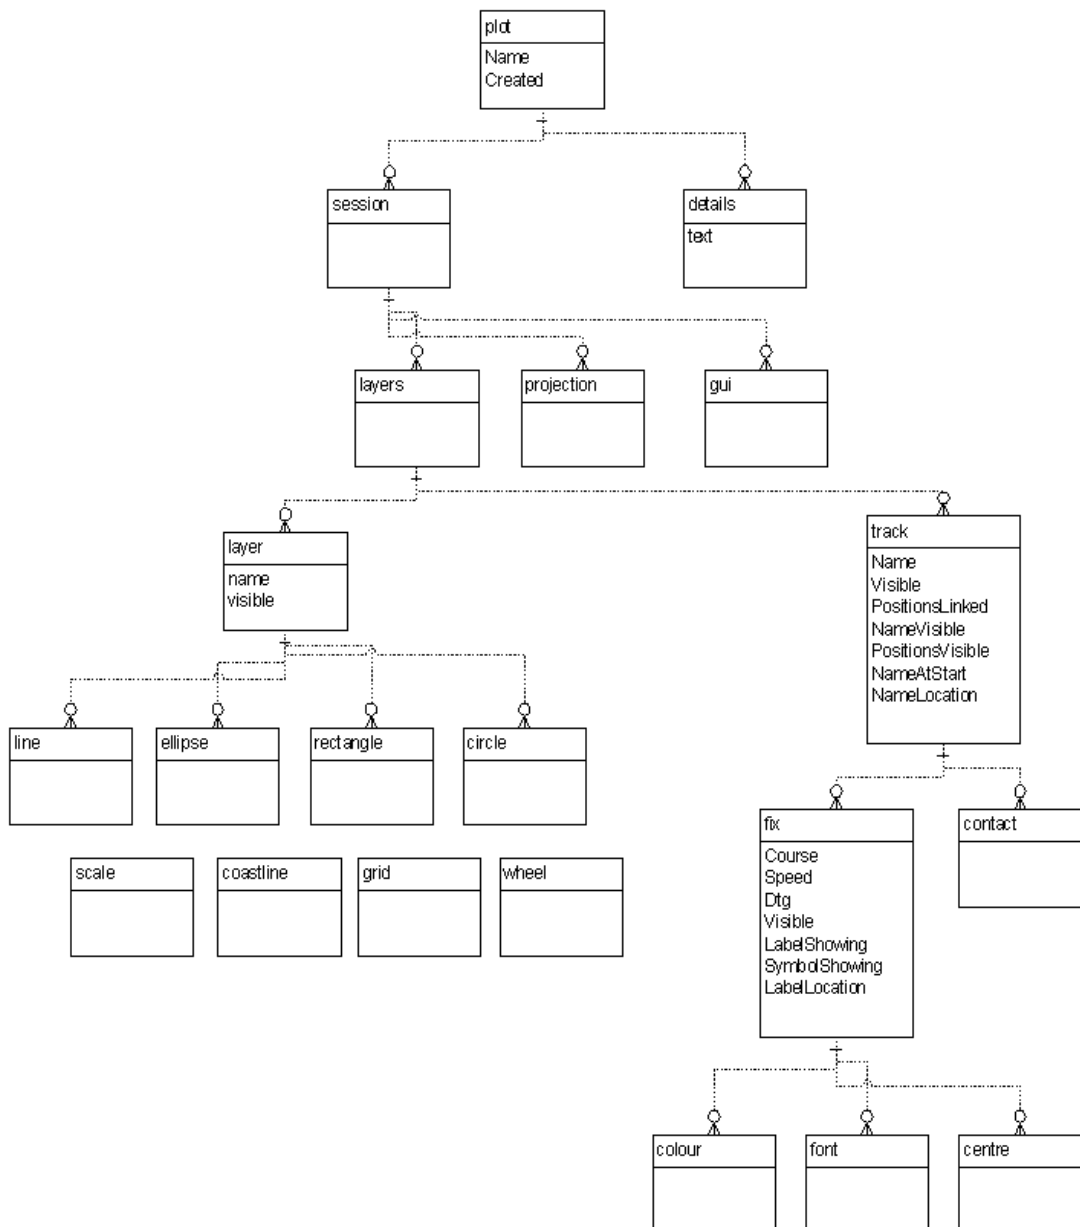 plot
Name
Created
session
details
text
layers
projection
gui
layer
name
visible
track
Name
Visible
PositionsLinked
NameVisible
PositionsVisible
NameAtStart
NameLocation
line
ellipse
rectangle
circle
fix
Course
Speed
Dtg
Visible
LabelShowing
SymbolShowing
LabelLocation
contact
scale
coastline
grid
wheel
colour
font
centre